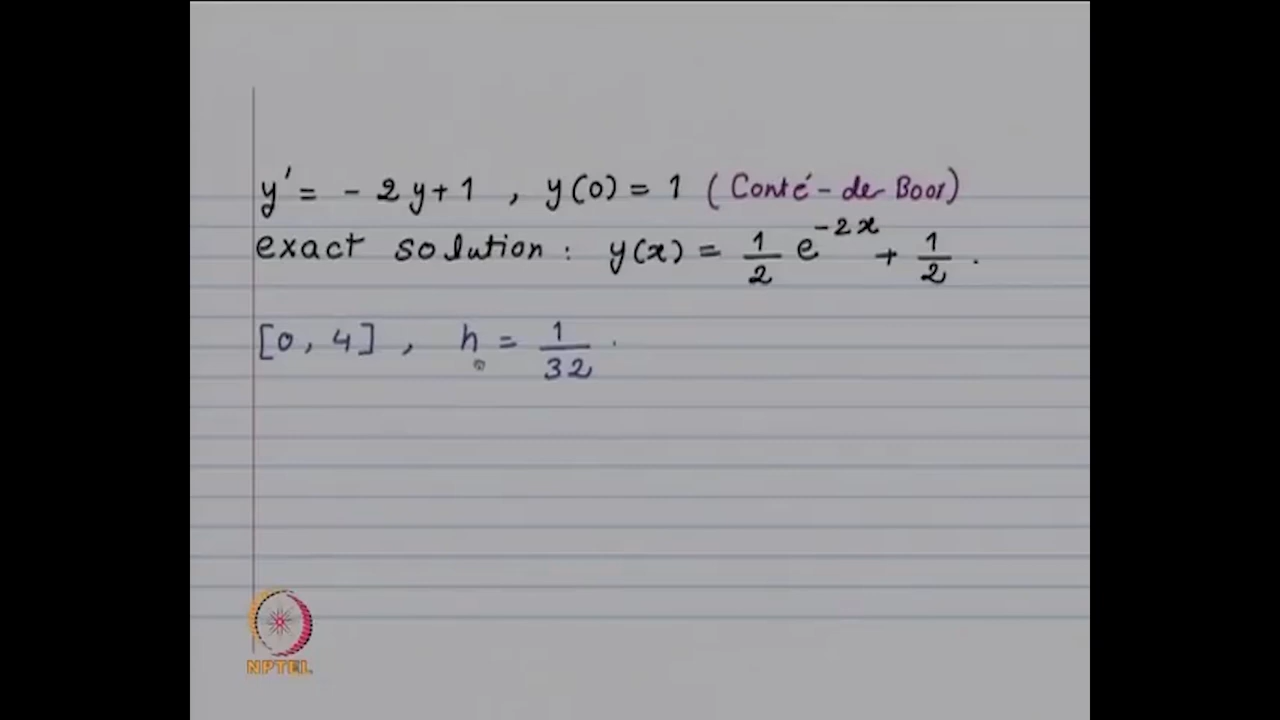 y' = - 2y + 1 , y(0) = 1 (Conté - de Boor)
exact solution : y(x) = 1/2 e^{-2x} + 1/2 .
[0, 4] , h = 1/32 .
NPTEL